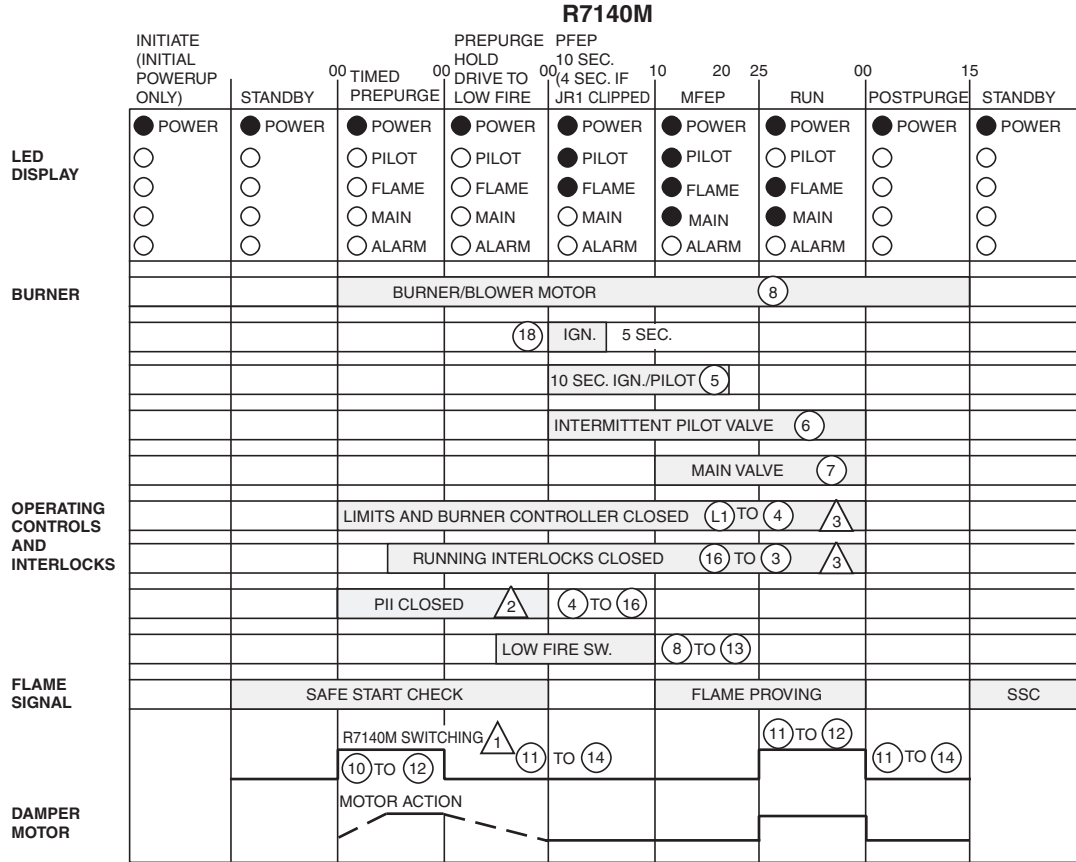 R7140M
INITIATE (INITIAL POWERUP ONLY)
STANDBY
00 TIMED PREPURGE
00 PREPURGE HOLD DRIVE TO LOW FIRE
00 PFEP 10 SEC. (4 SEC. IF JR1 CLIPPED
10 MFEP 20
25 RUN
00 POSTPURGE
15 STANDBY
LED DISPLAY
POWER POWER POWER POWER POWER POWER POWER POWER POWER
PILOT PILOT PILOT PILOT PILOT
FLAME FLAME FLAME FLAME FLAME
MAIN MAIN MAIN MAIN MAIN
ALARM ALARM ALARM ALARM ALARM
BURNER
BURNER/BLOWER MOTOR 8
18 IGN. 5 SEC.
10 SEC. IGN./PILOT 5
INTERMITTENT PILOT VALVE 6
MAIN VALVE 7
OPERATING CONTROLS AND INTERLOCKS
LIMITS AND BURNER CONTROLLER CLOSED L1 TO 4 3
RUNNING INTERLOCKS CLOSED 16 TO 3 3
PII CLOSED 2 4 TO 16
LOW FIRE SW. 8 TO 13
FLAME SIGNAL
SAFE START CHECK FLAME PROVING SSC
R7140M SWITCHING 1
10 TO 12 11 TO 14 11 TO 12 11 TO 14
DAMPER MOTOR
MOTOR ACTION